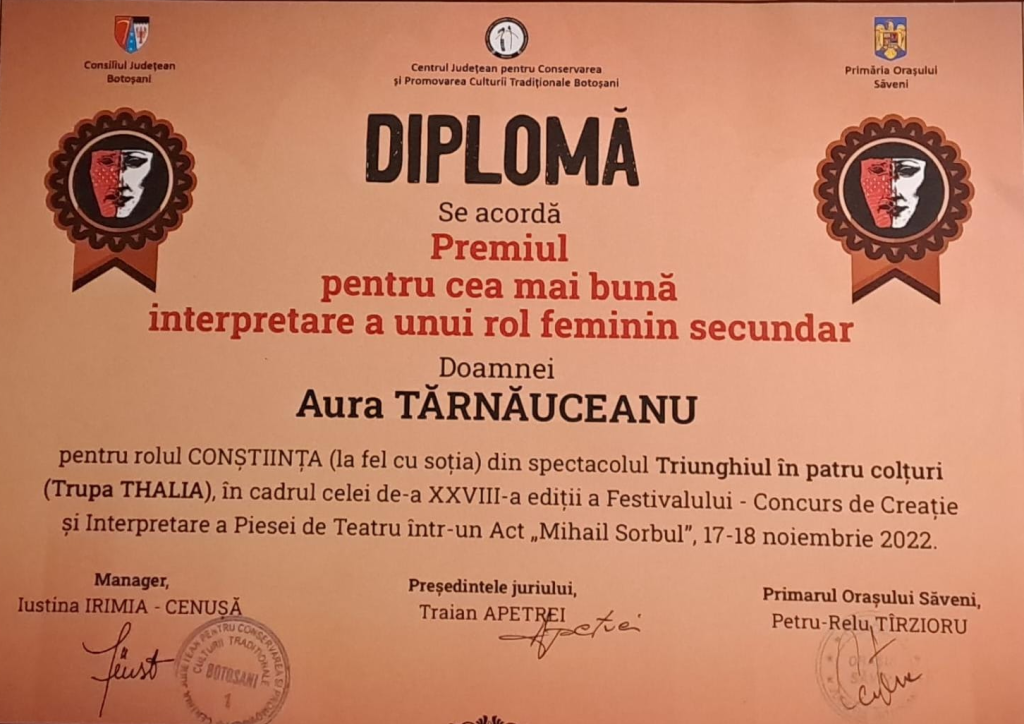 Consiliul Județean
Botoșani
Centrul Județean pentru Conservarea
și Promovarea Culturii Tradiționale Botoșani
Primăria Orașului
Săveni
DIPLOMĂ
Se acordă
Premiul
pentru cea mai bună
interpretare a unui rol feminin secundar
Doamnei
Aura TĂRNĂUCEANU
pentru rolul CONȘTIINȚA (la fel cu soția) din spectacolul Triunghiul în patru colțuri
(Trupa THALIA), în cadrul celei de-a XXVIII-a ediții a Festivalului - Concurs de Creație
și Interpretare a Piesei de Teatru într-un Act „Mihail Sorbul”, 17-18 noiembrie 2022.
Manager,
Iustina IRIMIA - CENUȘĂ
Președintele juriului,
Traian APETREI
Apetrei
Primarul Orașului Săveni,
Petru-Relu TÎRZIORU
BOTOȘANI
1